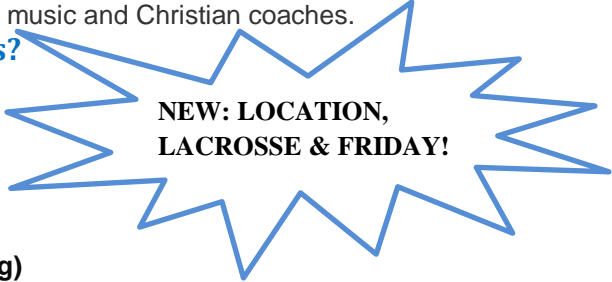 music and Christian coaches.
s?
NEW: LOCATION,
LACROSSE & FRIDAY!
g)